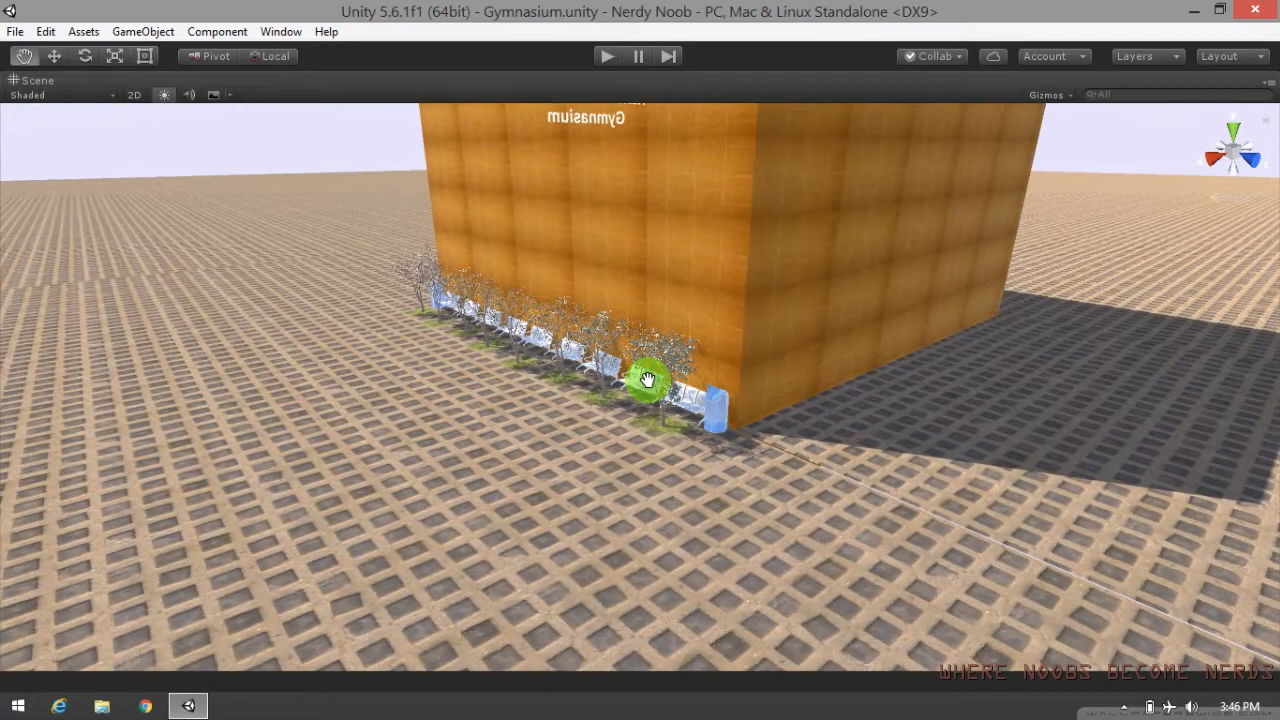 Unity 5.6.1f1 (64bit) - Gymnasium.unity - Nerdy Noob - PC, Mac & Linux Standalone <DX9>
File Edit Assets GameObject Component Window Help
Pivot Local Collab Account Layers Layout
Scene
Shaded 2D Gizmos All
Gymnasium
WHERE NOOBS BECOME NERDS
3:46 PM